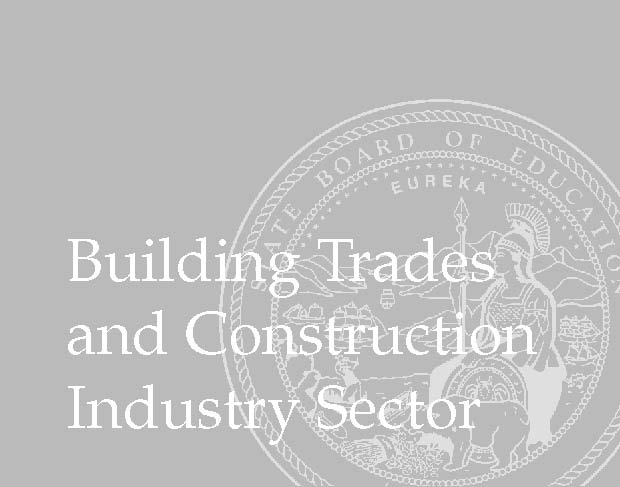 STATE BOARD OF EDUCATION
EUREKA
Building Trades
and Construction
Industry Sector